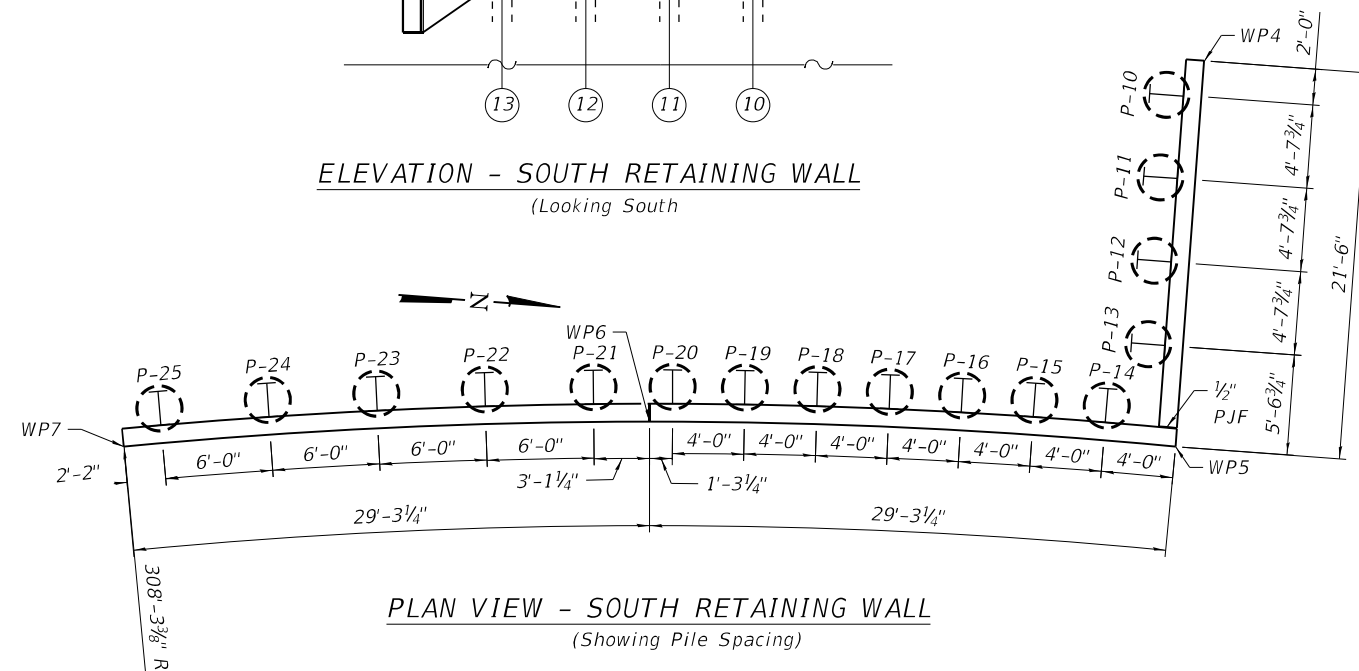 13 12 11 10
ELEVATION - SOUTH RETAINING WALL
(Looking South
WP4
2'-0"
P-10
4'-7¾"
P-11
4'-7¾"
P-12
4'-7¾"
P-13
5'-6¾"
21'-6"
N
WP6
P-25 P-24 P-23 P-22 P-21 P-20 P-19 P-18 P-17 P-16 P-15 P-14
½"
PJF
WP7
WP5
2'-2" 6'-0" 6'-0" 6'-0" 6'-0" 4'-0" 4'-0" 4'-0" 4'-0" 4'-0" 4'-0" 4'-0"
3'-1¼" 1'-3¼"
29'-3¼" 29'-3¼"
308'-3⅜" R
PLAN VIEW - SOUTH RETAINING WALL
(Showing Pile Spacing)